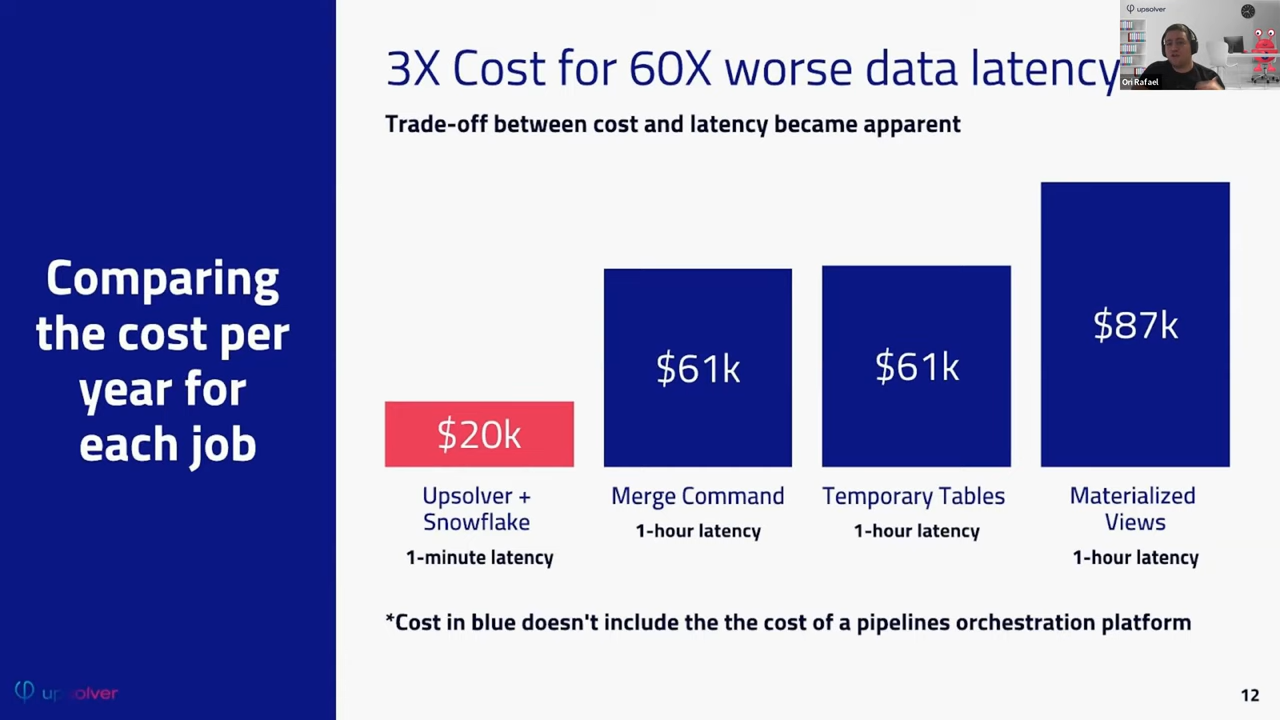 3X Cost for 60X worse data latency
Trade-off between cost and latency became apparent
upsolver
Ori Rafael
Comparing
the cost per
year for
each job
$20k
$61k
$61k
$87k
Upsolver +
Snowflake
1-minute latency
Merge Command
1-hour latency
Temporary Tables
1-hour latency
Materialized
Views
1-hour latency
*Cost in blue doesn't include the the cost of a pipelines orchestration platform
upsolver
12